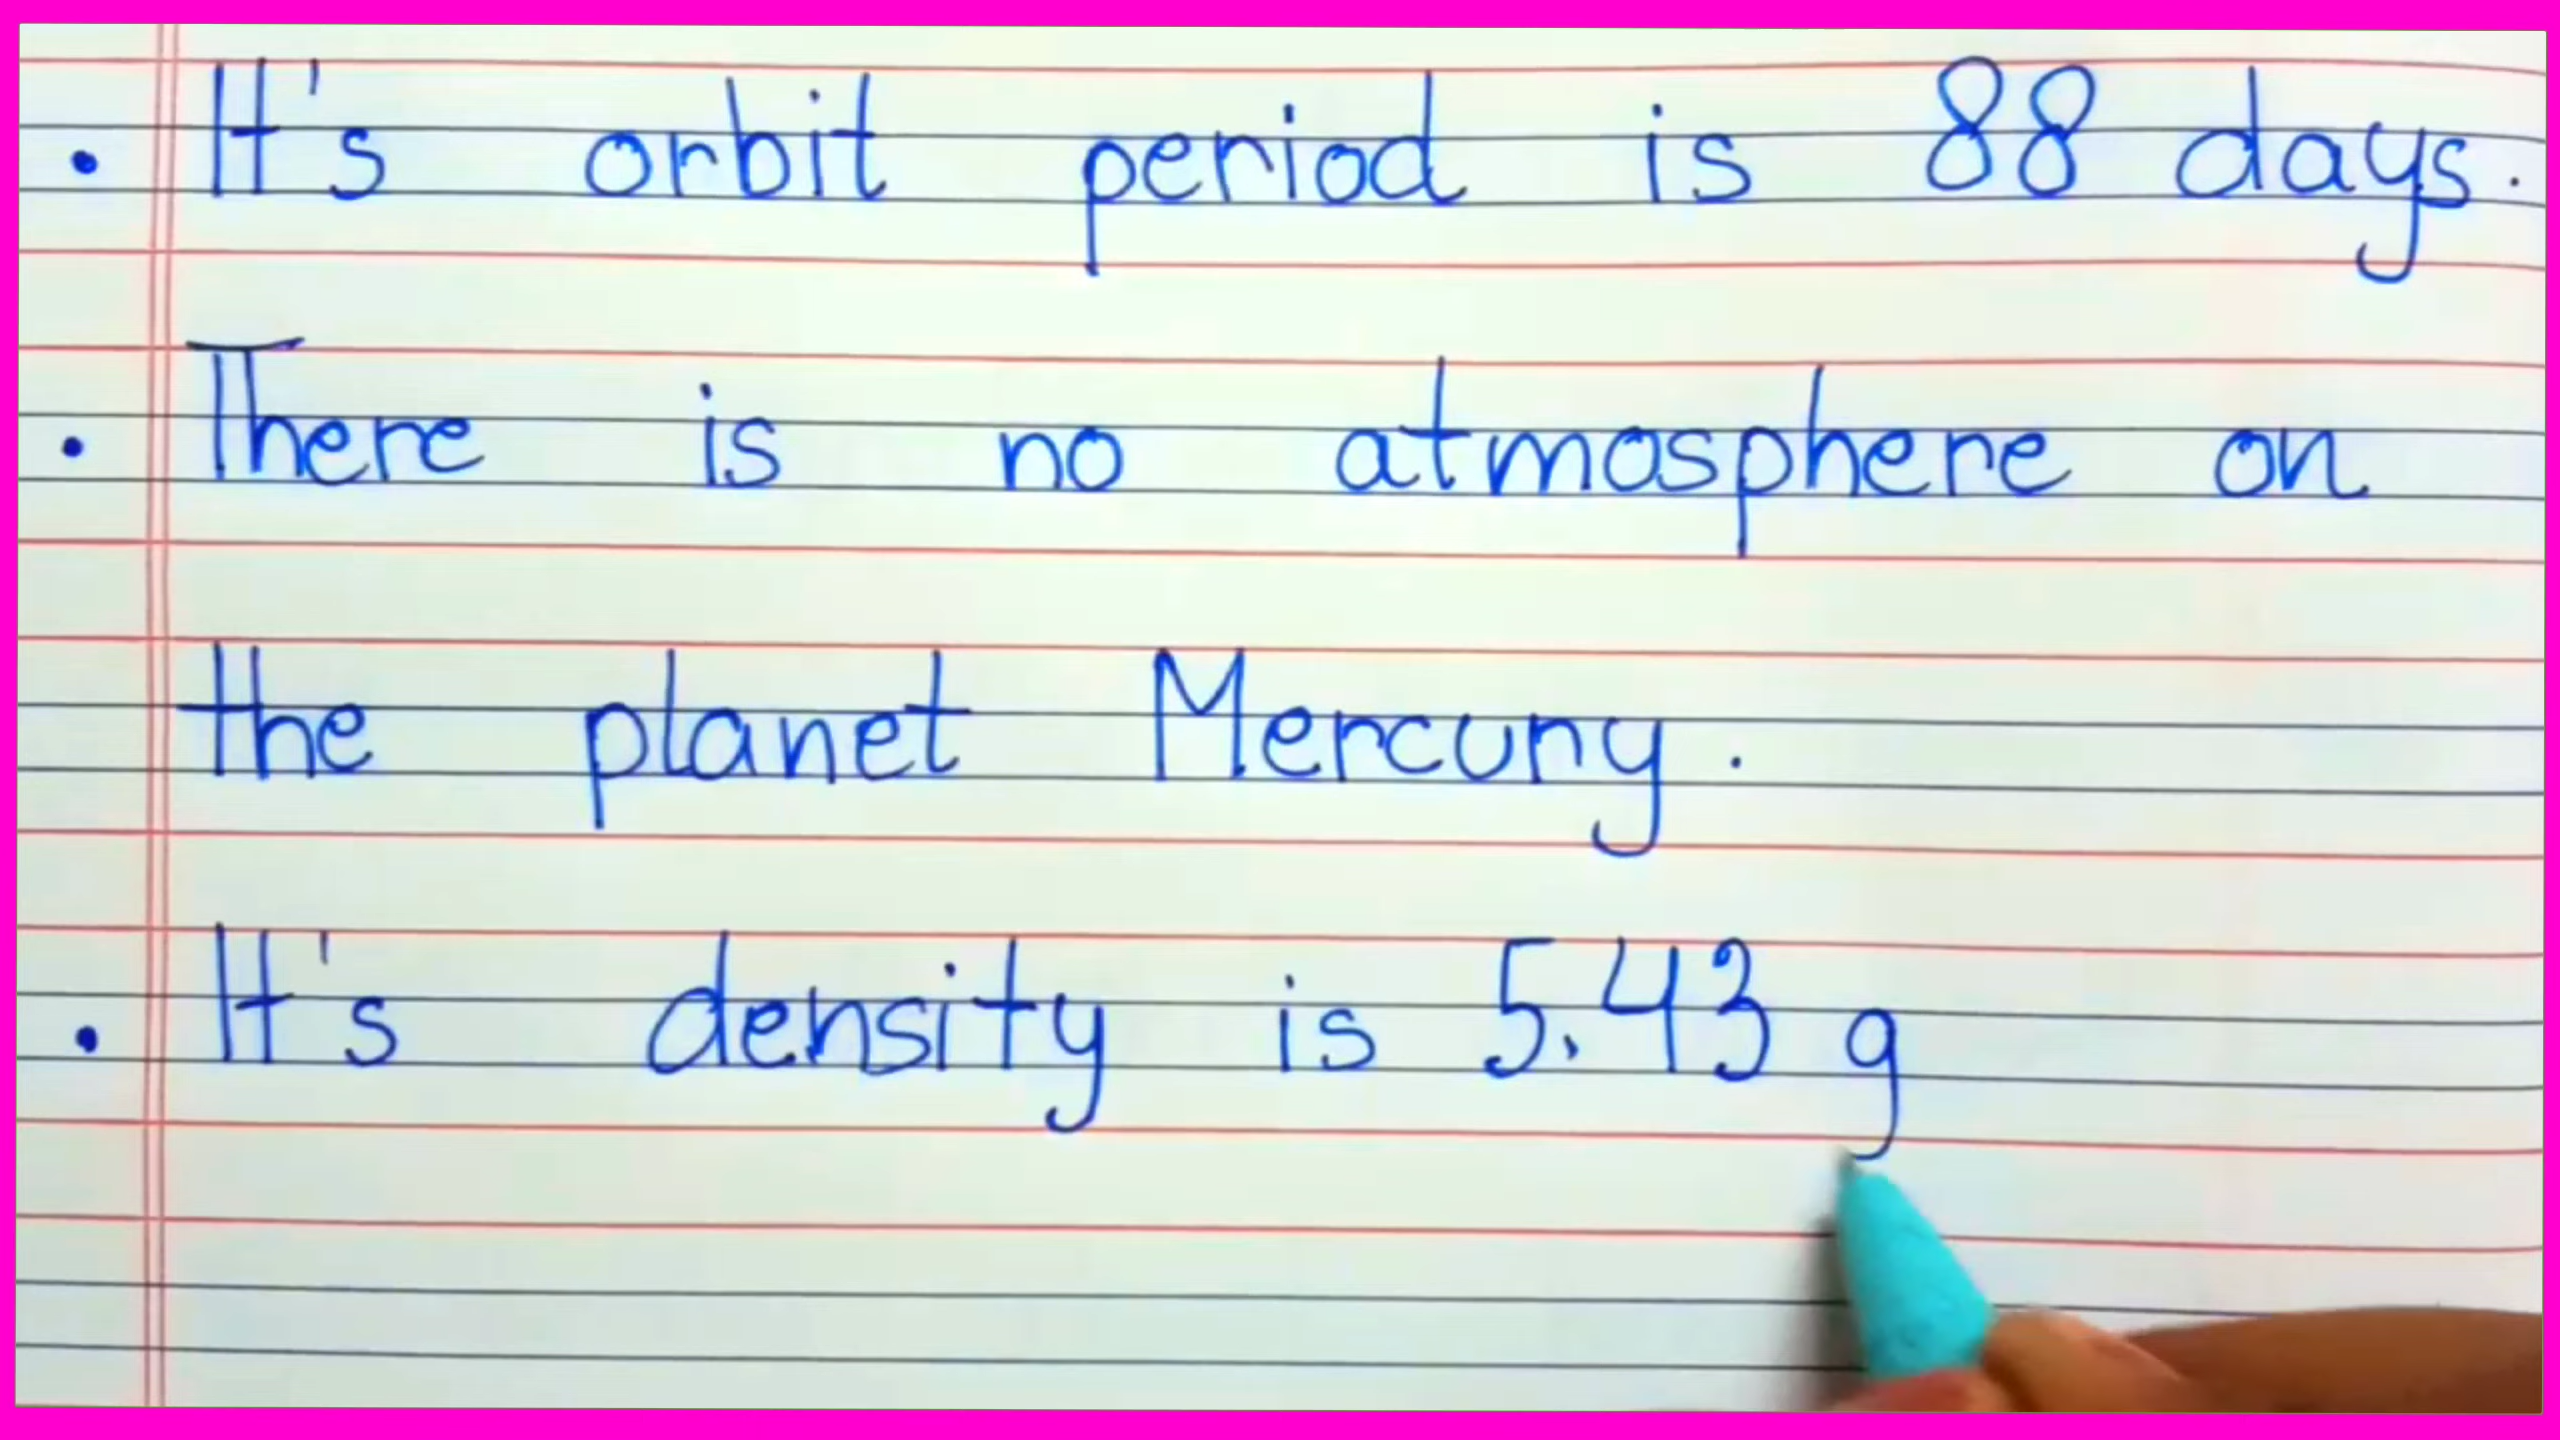 • It's orbit period is 88 days.
• There is no atmosphere on
the planet Mercury.
• It's density is 5.43 g